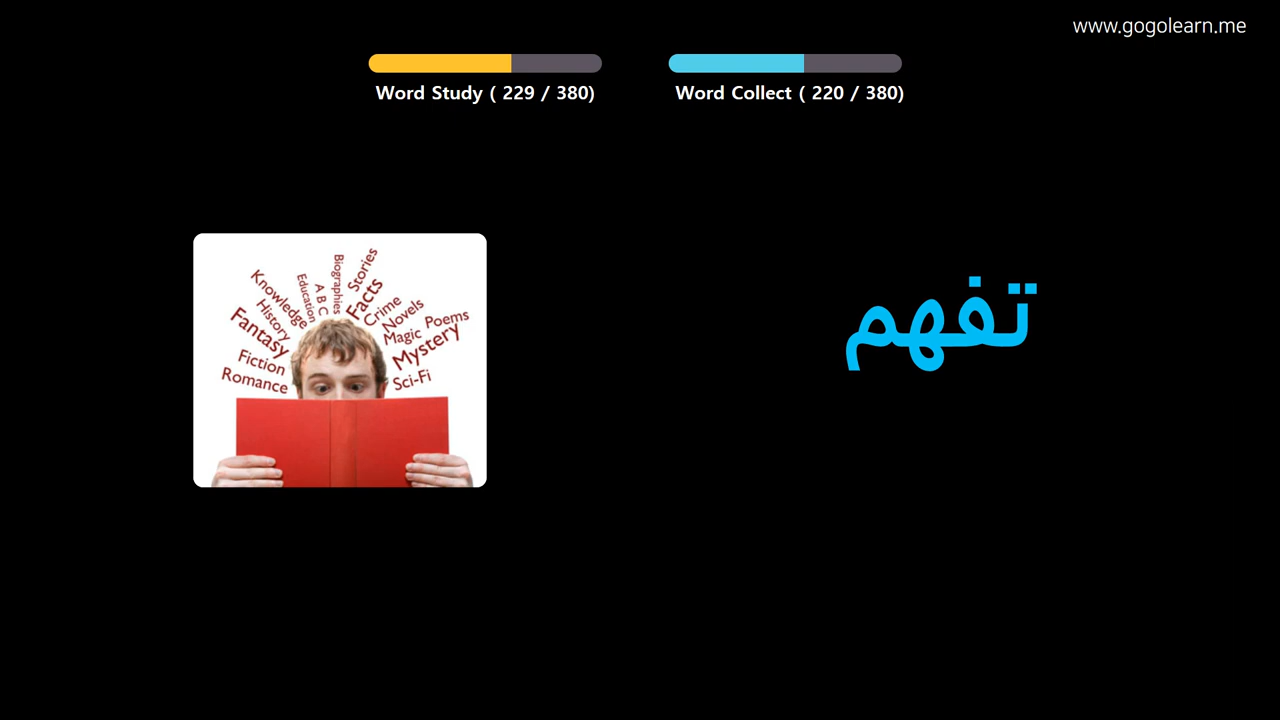 www.gogolearn.me
Word Study ( 229 / 380)
Word Collect ( 220 / 380)
Stories
Biographies
Facts
A B C
Education
Knowledge
Crime
History
Novels
Poems
Fantasy
Magic
Mystery
Fiction
Romance
Sci-Fi
تفهم